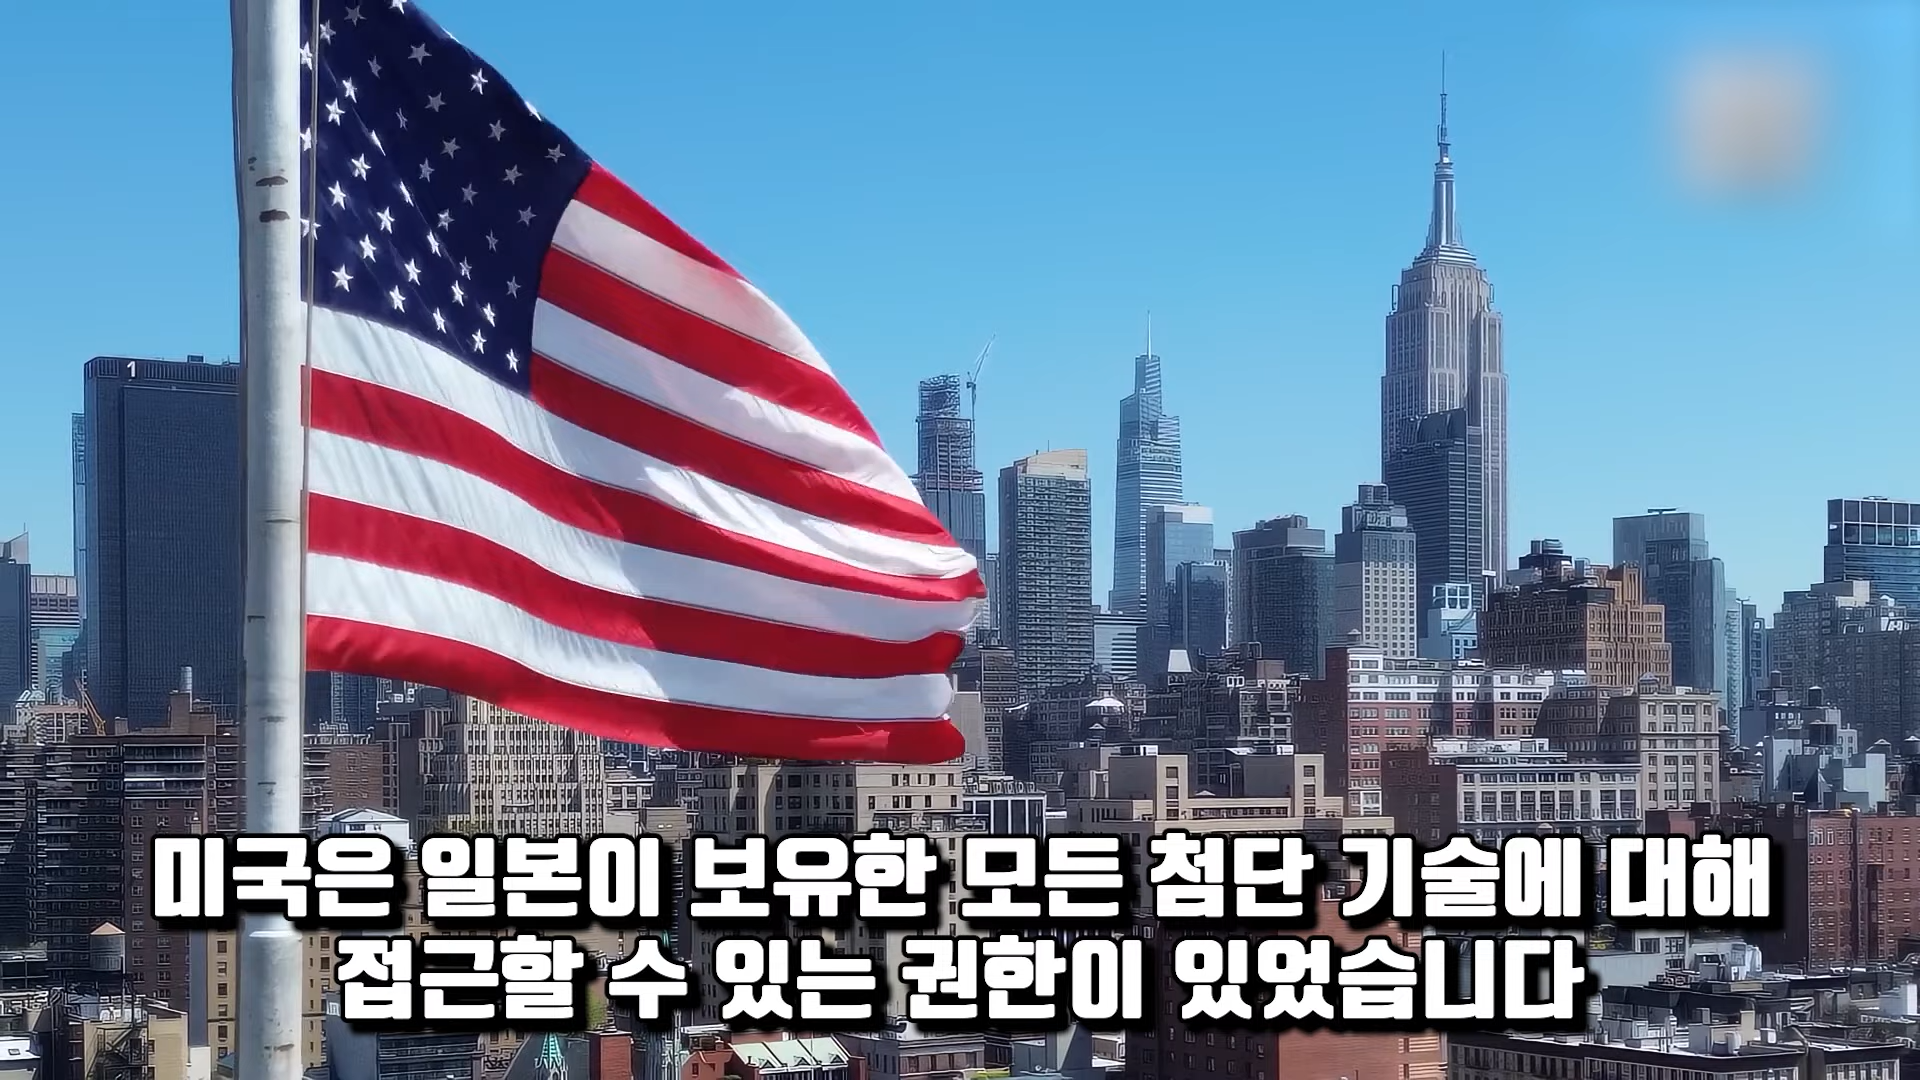 1
미국은 일본이 보유한 모든 첨단 기술에 대해
접근할 수 있는 권한이 있었습니다